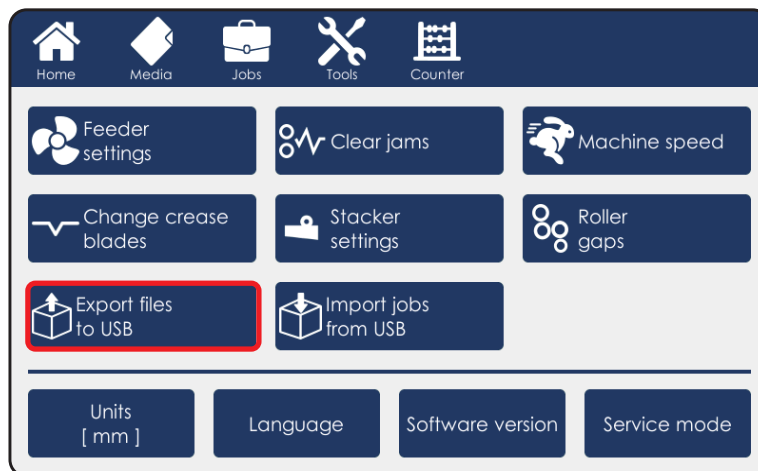 Home Media Jobs Tools Counter
Feeder
settings
Clear jams
Machine speed
Change crease
blades
Stacker
settings
Roller
gaps
Export files
to USB
Import jobs
from USB
Units
[ mm ]
Language
Software version
Service mode